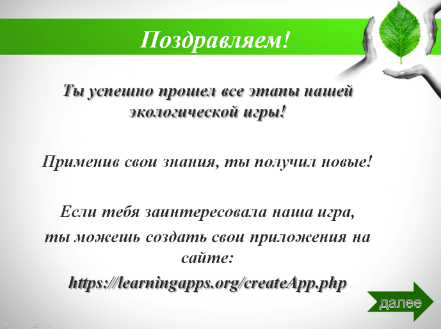 Поздравляем!
Ты успешно прошел все этапы нашей
экологической игры!
Применив свои знания, ты получил новые!
Если тебя заинтересовала наша игра,
ты можешь создать свои приложения на
сайте:
https://learningapps.org/createApp.php
далее